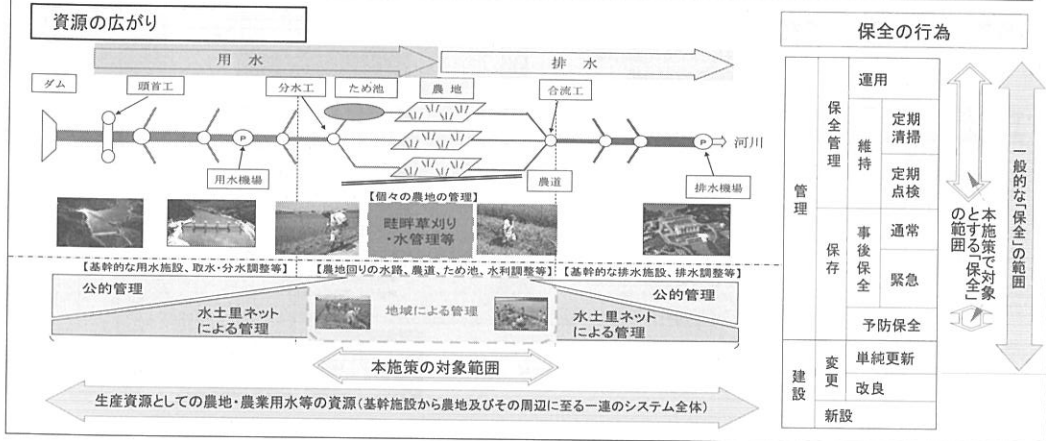 資源の広がり
用水
排水
ダム
頭首工
分水工
ため池
農地
合流工
P
P
河川
用水機場
農道
排水機場
【個々の農地の管理】
畦畔草刈り
・水管理等
【基幹的な用水施設、取水・分水調整等】
【農地回りの水路、農道、ため池、水利調整等】
【基幹的な排水施設、排水調整等】
公的管理
水土里ネット
による管理
地域による管理
公的管理
水土里ネット
による管理
本施策の対象範囲
生産資源としての農地・農業用水等の資源(基幹施設から農地及びその周辺に至る一連のシステム全体)
保全の行為
管理
保全管理
運用
維持
定期
清掃
定期
点検
保存
事後保全
通常
緊急
予防保全
建設
変更
単純更新
改良
新設
本施策で対象
とする「保全」
の範囲
一般的な「保全」の範囲